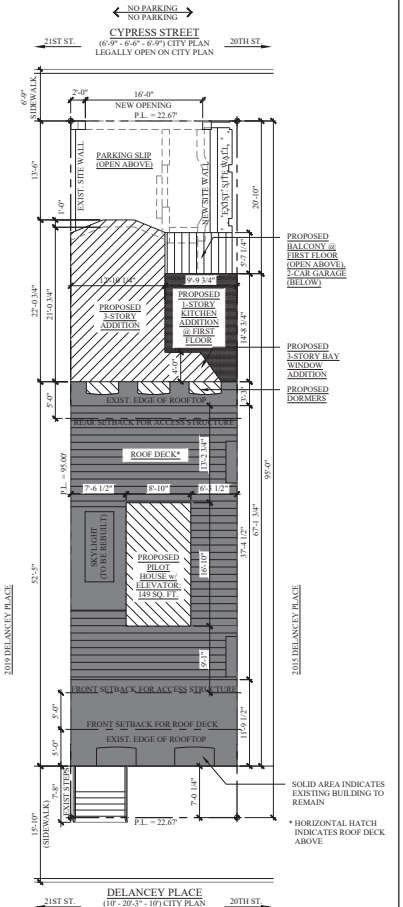 NO PARKING
NO PARKING
CYPRESS STREET
21ST ST.
(6'-9" - 6'-6" - 6'-9") CITY PLAN
20TH ST.
LEGALLY OPEN ON CITY PLAN
6'-9"
SIDEWALK
2'-0"
16'-0"
NEW OPENING
P.L. = 22.67'
EXIST. SITE WALL
PARKING SLIP
(OPEN ABOVE)
NEW SITE WALL
EXIST. SITE WALL
13'-6"
1'-0"
20'-10"
5'-7 1/4"
PROPOSED
BALCONY @
FIRST FLOOR
(OPEN ABOVE),
2-CAR GARAGE
(BELOW)
12'-10 1/4"
9'-9 3/4"
22'-0 3/4"
21'-0 3/4"
PROPOSED
3-STORY
ADDITION
PROPOSED
1-STORY
KITCHEN
ADDITION
@ FIRST
FLOOR
14'-8 3/4"
4'-0"
PROPOSED
3-STORY BAY
WINDOW
ADDITION
3'-3"
PROPOSED
DORMERS
EXIST. EDGE OF ROOFTOP
5'-0"
REAR SETBACK FOR ACCESS STRUCTURE
ROOF DECK*
13'-2 3/4"
P.L. = 95.00'
95'-0"
7'-6 1/2"
8'-10"
6'-3 1/2"
67'-1 3/4"
37'-4 1/2"
SKYLIGHT
(TO BE REBUILT)
PROPOSED
PILOT
HOUSE w/
ELEVATOR:
149 SQ. FT.
16'-10"
52'-5"
2019 DELANCEY PLACE
2015 DELANCEY PLACE
9'-1"
FRONT SETBACK FOR ACCESS STRUCTURE
5'-0"
FRONT SETBACK FOR ROOF DECK
11'-9 1/2"
5'-0"
EXIST. EDGE OF ROOFTOP
EXIST STEPS
7'-8"
7'-0 1/4"
SOLID AREA INDICATES
EXISTING BUILDING TO
REMAIN
* HORIZONTAL HATCH
INDICATES ROOF DECK
ABOVE
15'-10"
(SIDEWALK)
P.L. = 22.67'
DELANCEY PLACE
21ST ST.
(10' - 20'-3" - 10') CITY PLAN
20TH ST.